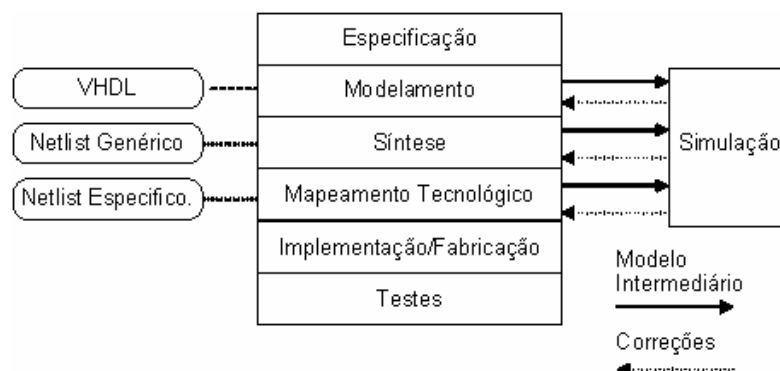 Especificação
VHDL
Modelamento
Netlist Genérico
Síntese
Simulação
Netlist Especifico.
Mapeamento Tecnológico
Implementação/Fabricação
Testes
Modelo
Intermediário
Correções